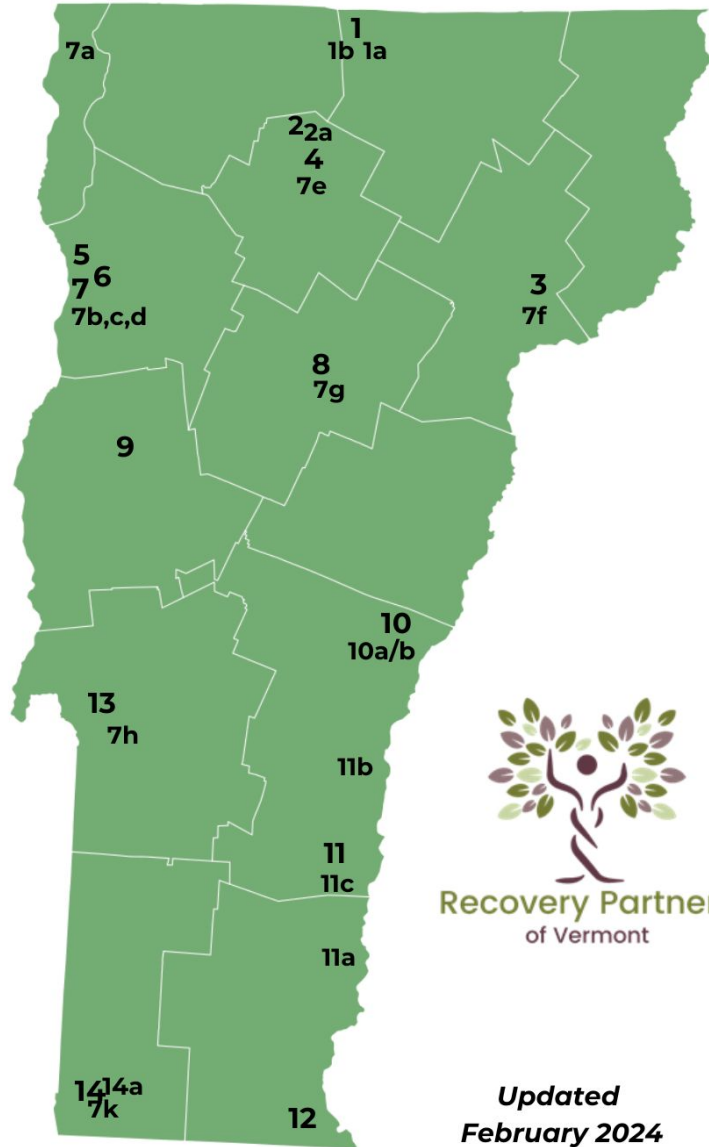 1
7a
1b 1a
2 2a
4
7e
5
7 6
7b,c,d
3
7f
8
7g
9
10
10a/b
13
7h
11b
11
11c
Recovery Partner
of Vermont
11a
14 14a
7k
12
Updated
February 2024